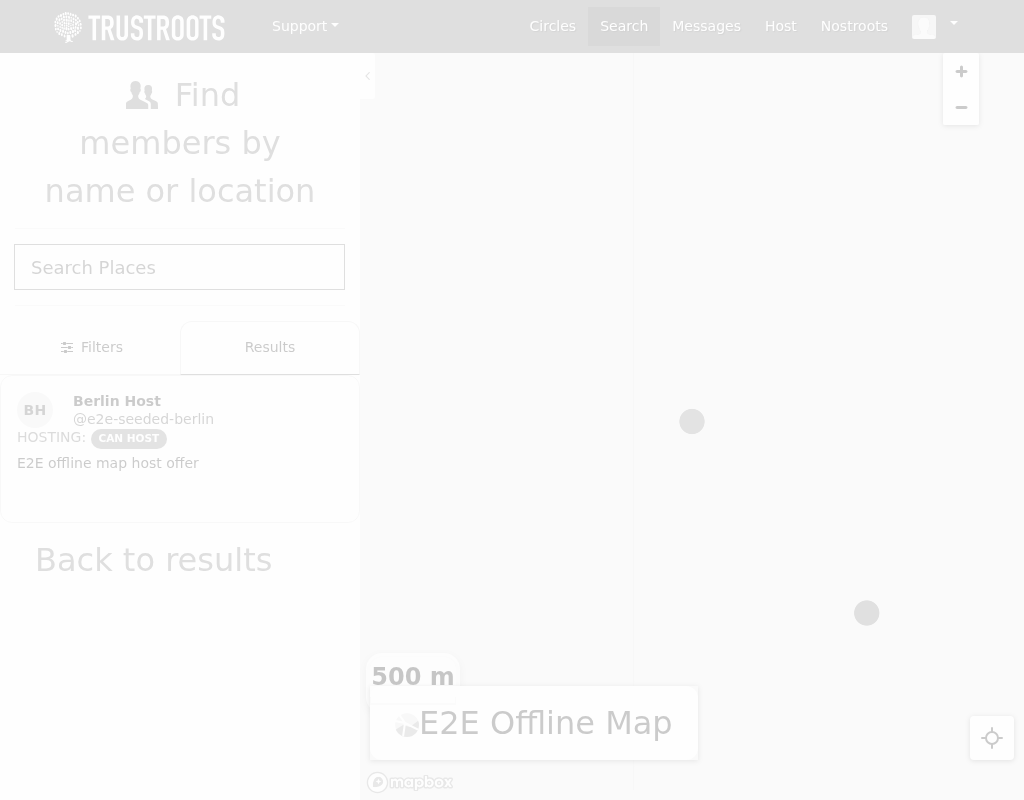 TRUSTROOTS
Support
Circles
Search
Messages
Host
Nostroots
Find
members by
name or location
Search Places
Filters
Results
BH
Berlin Host
@e2e-seeded-berlin
HOSTING: CAN HOST
E2E offline map host offer
Back to results
500 m
E2E Offline Map
mapbox